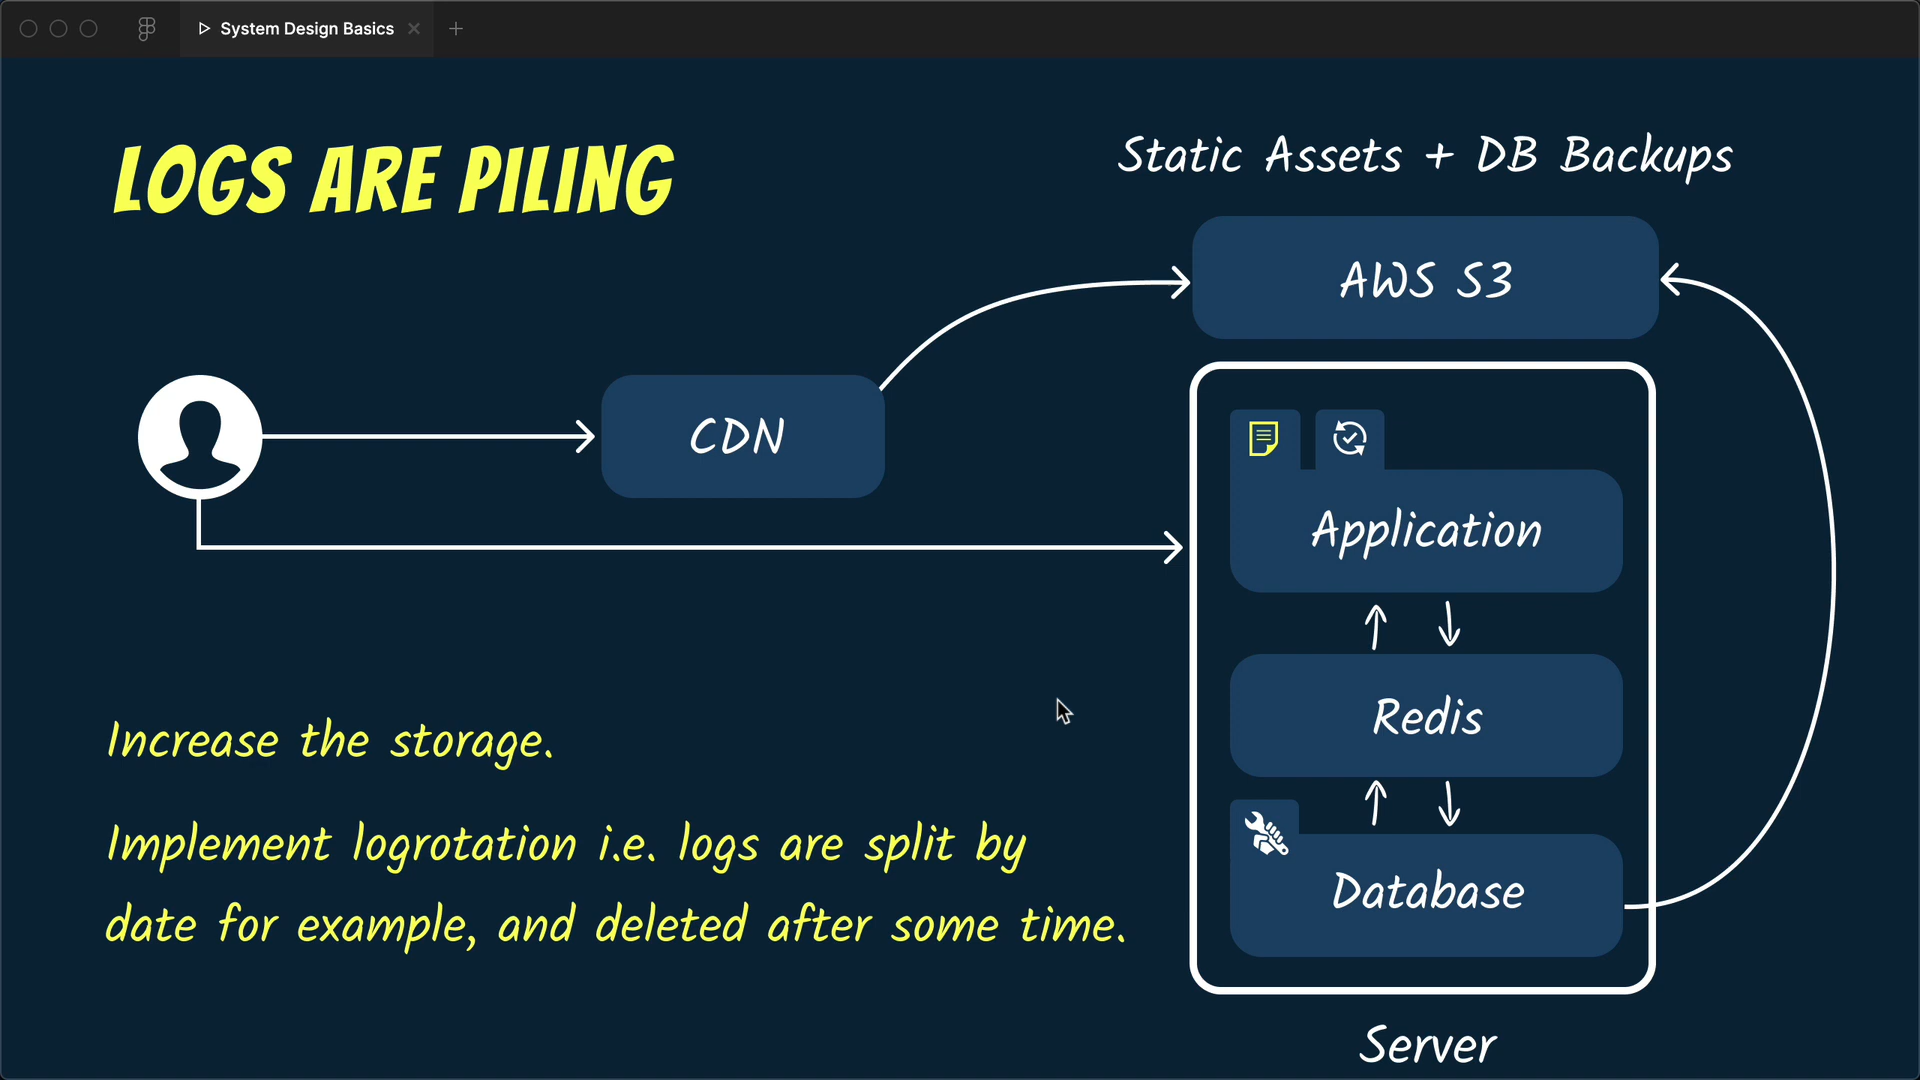 System Design Basics
LOGS ARE PILING
Static Assets + DB Backups
AWS S3
CDN
Application
Redis
Database
Server
Increase the storage.
Implement logrotation i.e. logs are split by
date for example, and deleted after some time.